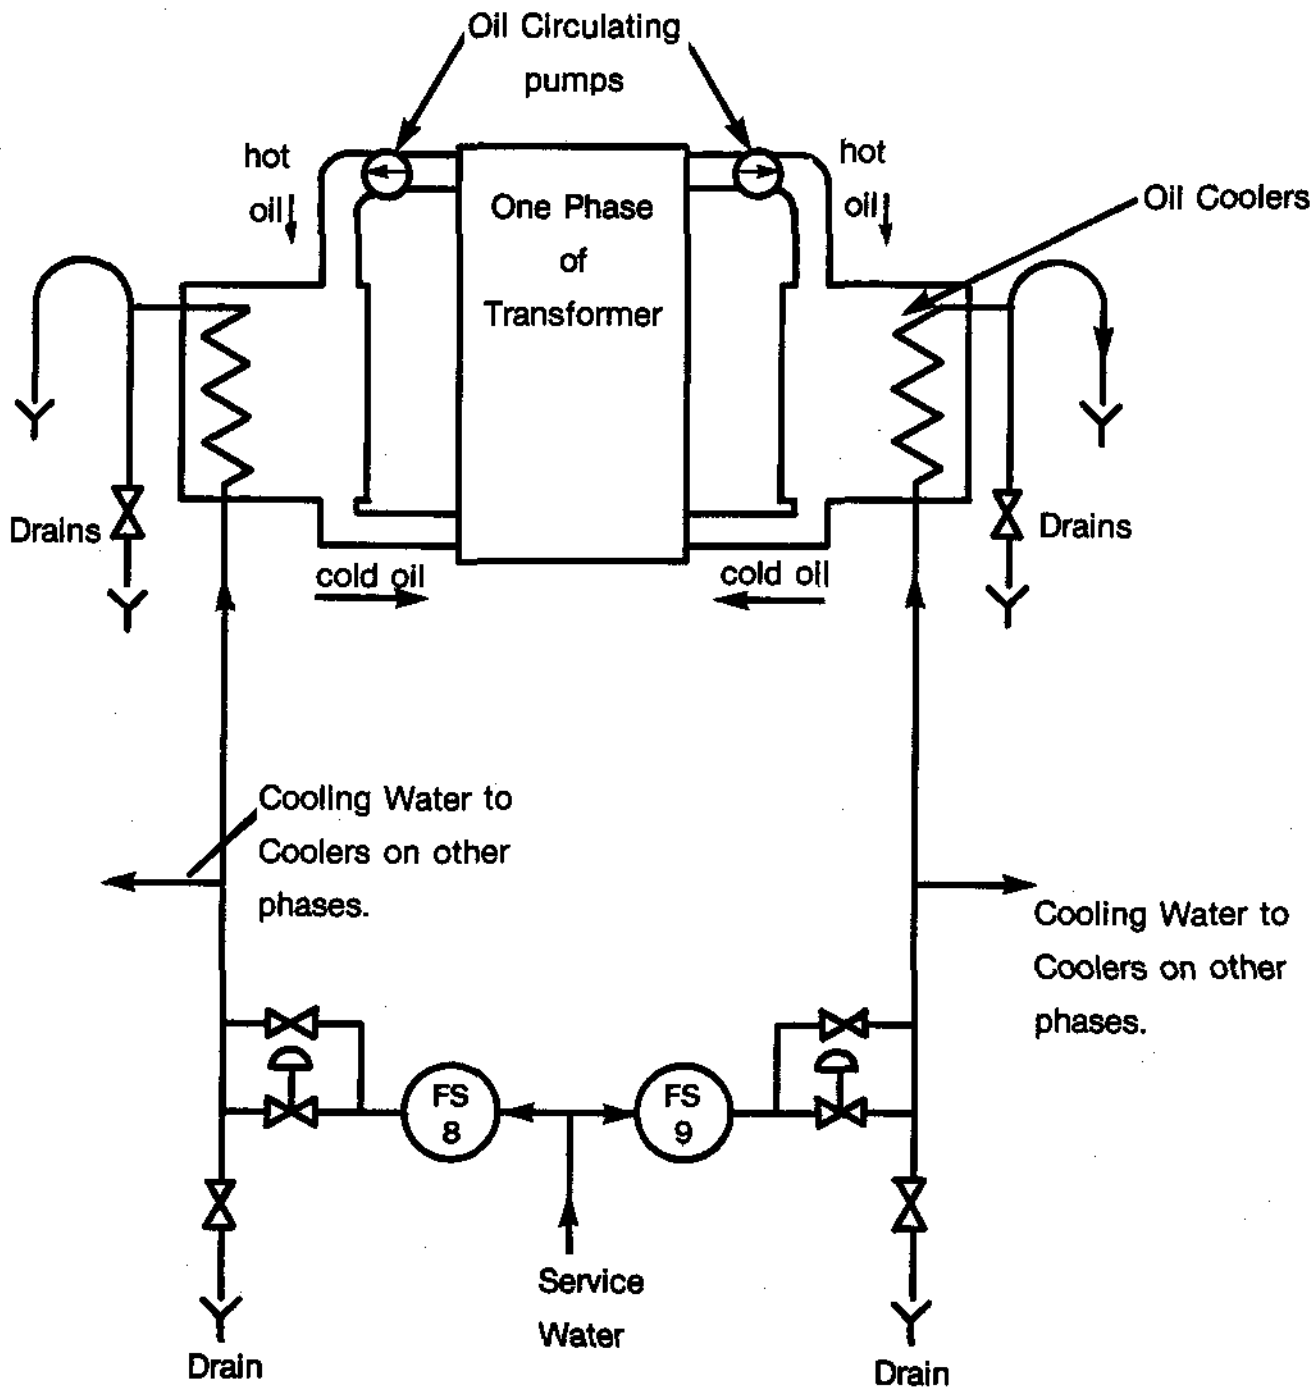 Oil Circulating
pumps
hot
oil
hot
oil
One Phase
of
Transformer
Oil Coolers
Drains
Drains
cold oil
cold oil
Cooling Water to
Coolers on other
phases.
Cooling Water to
Coolers on other
phases.
FS
8
FS
9
Service
Water
Drain
Drain